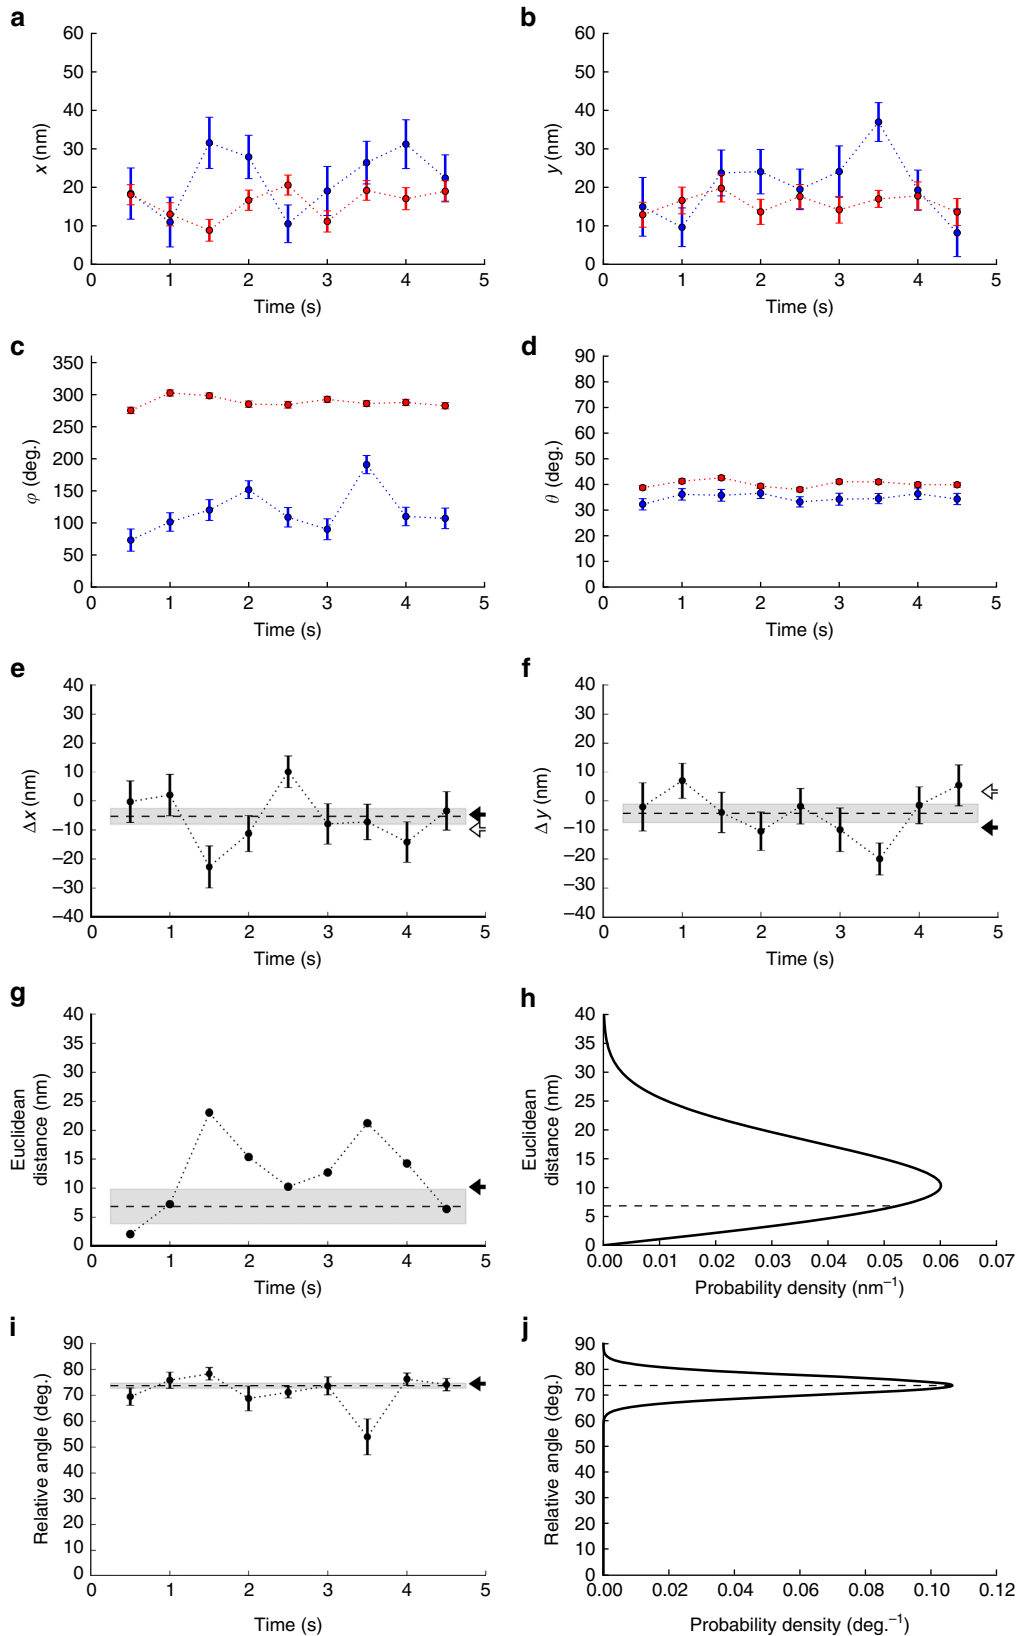 a
60
50
40
30
20
10
0
x (nm)
0 1 2 3 4 5
Time (s)
b
60
50
40
30
20
10
0
y (nm)
0 1 2 3 4 5
Time (s)
c
350
300
250
200
150
100
50
0
φ (deg.)
0 1 2 3 4 5
Time (s)
d
90
80
70
60
50
40
30
20
10
0
θ (deg.)
0 1 2 3 4 5
Time (s)
e
40
30
20
10
0
−10
−20
−30
−40
Δx (nm)
0 1 2 3 4 5
Time (s)
f
40
30
20
10
0
−10
−20
−30
−40
Δy (nm)
0 1 2 3 4 5
Time (s)
g
40
35
30
25
20
15
10
5
0
Euclidean
distance (nm)
0 1 2 3 4 5
Time (s)
h
40
35
30
25
20
15
10
5
0
Euclidean
distance (nm)
0.00 0.01 0.02 0.03 0.04 0.05 0.06 0.07
Probability density (nm⁻¹)
i
90
80
70
60
50
40
30
20
10
0
Relative angle (deg.)
0 1 2 3 4 5
Time (s)
j
90
80
70
60
50
40
30
20
10
0
Relative angle (deg.)
0.00 0.02 0.04 0.06 0.08 0.10 0.12
Probability density (deg.⁻¹)